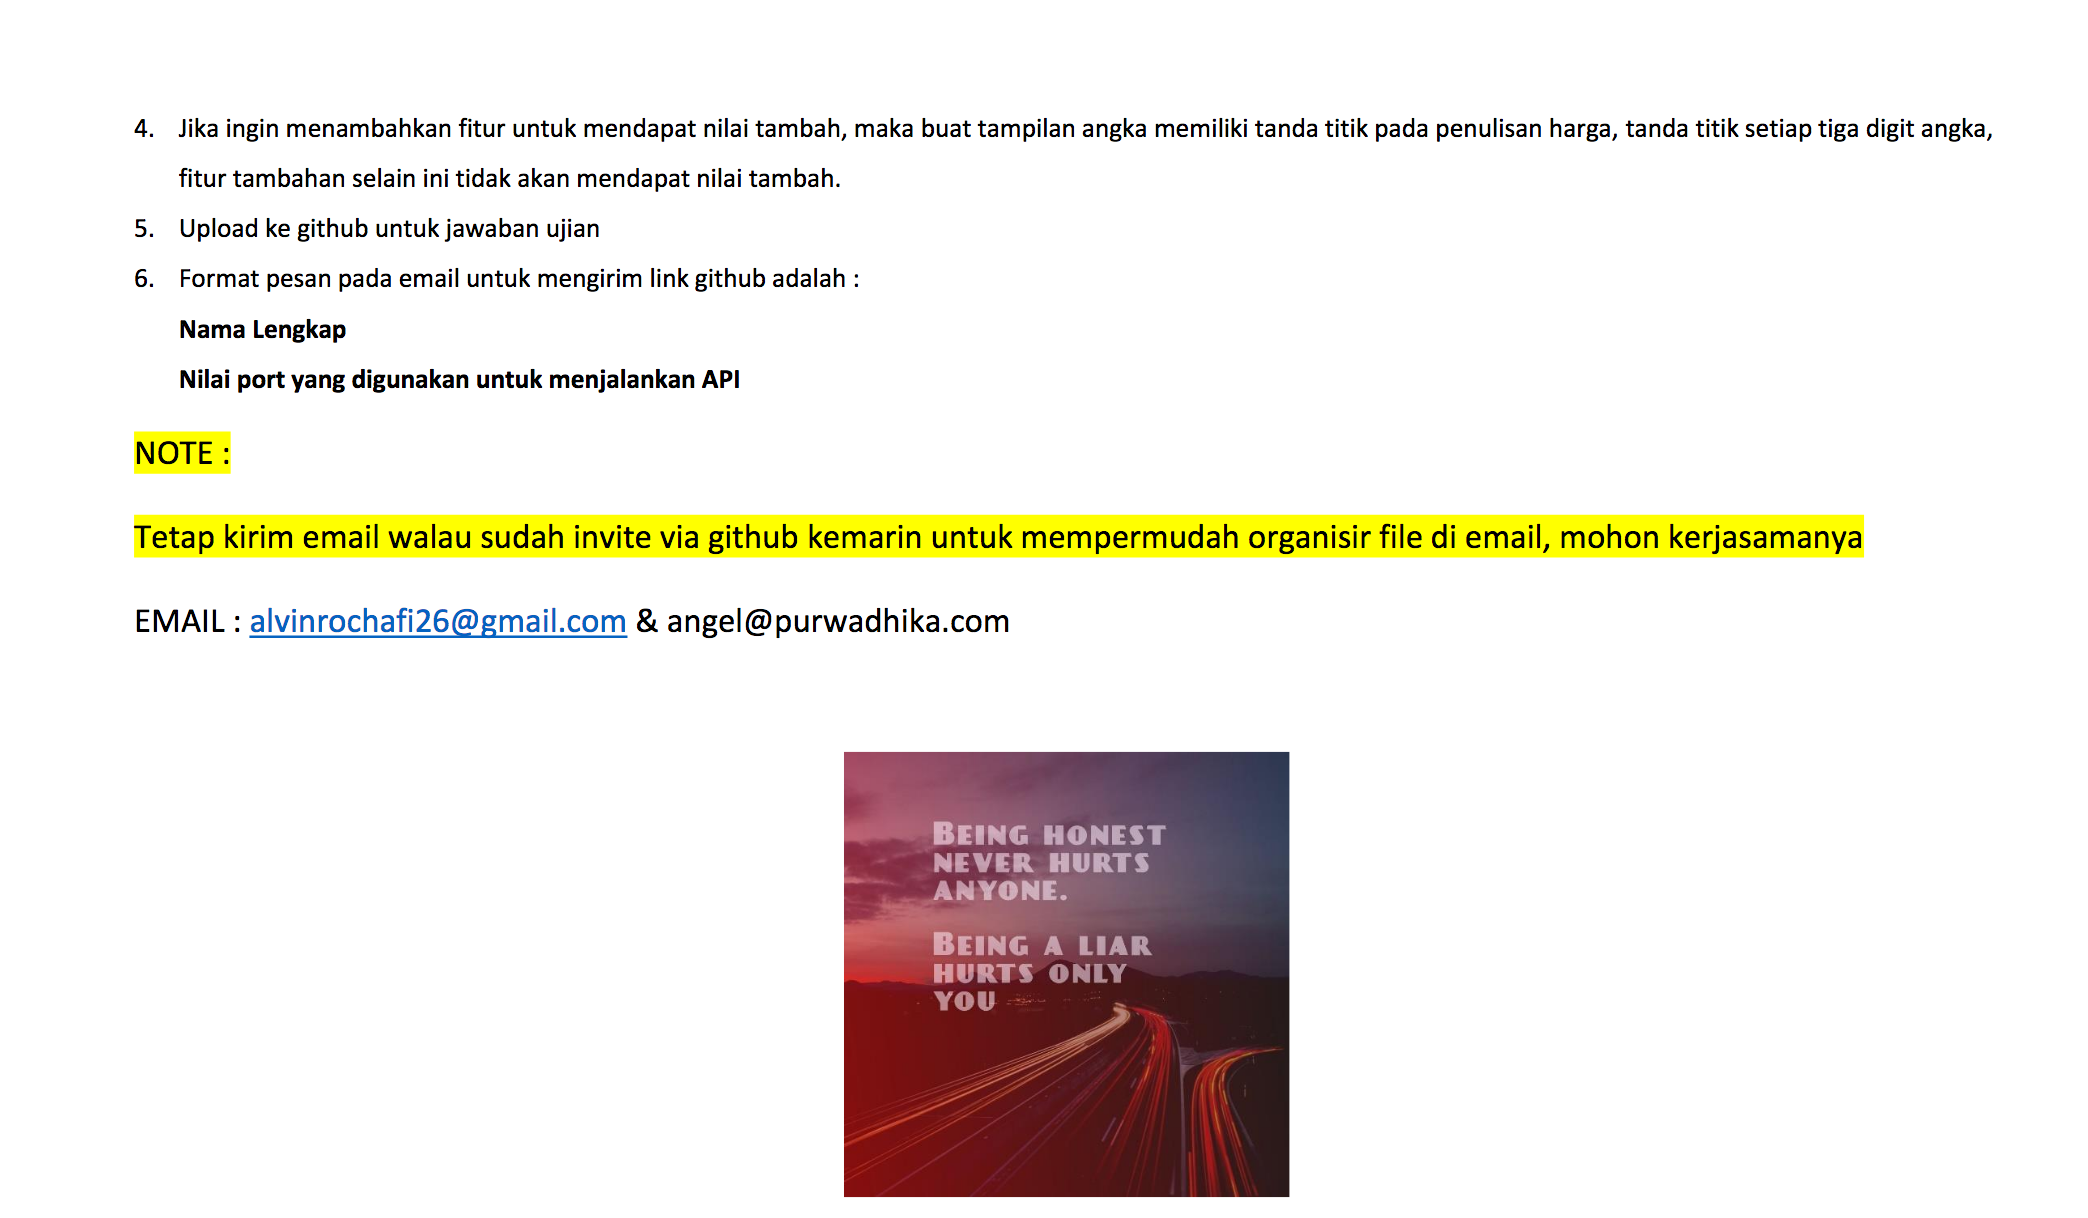 4. Jika ingin menambahkan fitur untuk mendapat nilai tambah, maka buat tampilan angka memiliki tanda titik pada penulisan harga, tanda titik setiap tiga digit angka,
fitur tambahan selain ini tidak akan mendapat nilai tambah.
5. Upload ke github untuk jawaban ujian
6. Format pesan pada email untuk mengirim link github adalah :
Nama Lengkap
Nilai port yang digunakan untuk menjalankan API
NOTE :
Tetap kirim email walau sudah invite via github kemarin untuk mempermudah organisir file di email, mohon kerjasamanya
EMAIL : alvinrochafi26@gmail.com & angel@purwadhika.com
BEING HONEST
NEVER HURTS
ANYONE.
BEING A LIAR
HURTS ONLY
YOU